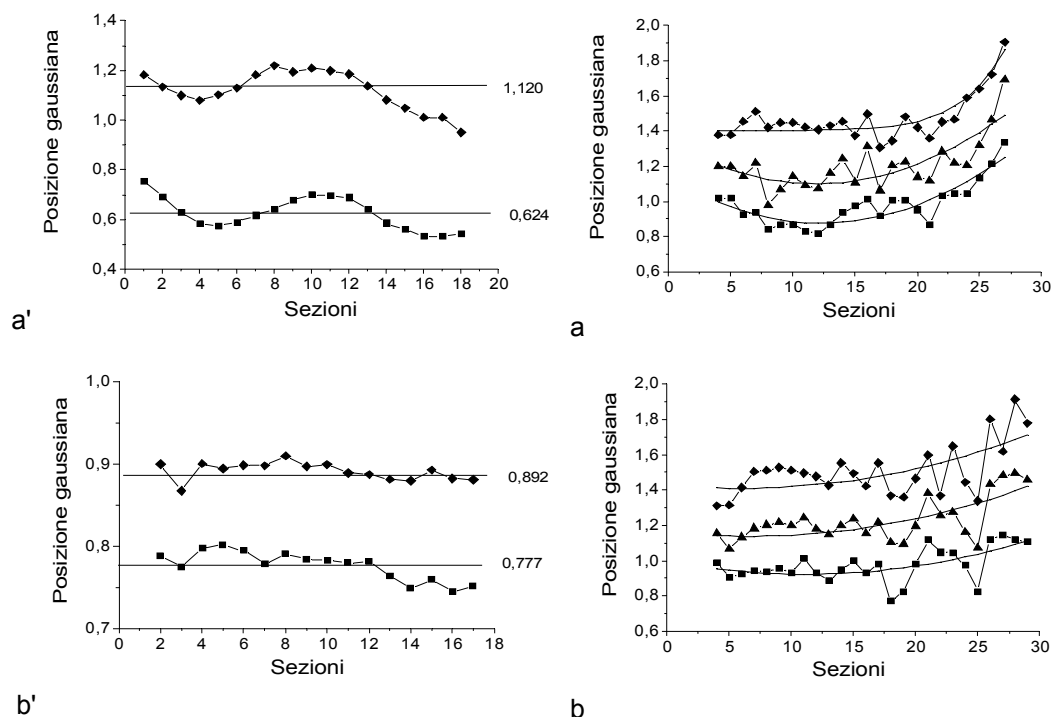 1,4
1,2
1,0
0,8
0,6
0,4
Posizione gaussiana
1,120
0,624
0 2 4 6 8 10 12 14 16 18 20
Sezioni
a'
2,0
1,8
1,6
1,4
1,2
1,0
0,8
0,6
Posizione gaussiana
0 5 10 15 20 25 30
Sezioni
a
1,0
0,9
0,8
0,7
Posizione gaussiana
0,892
0,777
0 2 4 6 8 10 12 14 16 18
Sezioni
b'
2,0
1,8
1,6
1,4
1,2
1,0
0,8
0,6
Posizione gaussiana
0 5 10 15 20 25 30
Sezioni
b